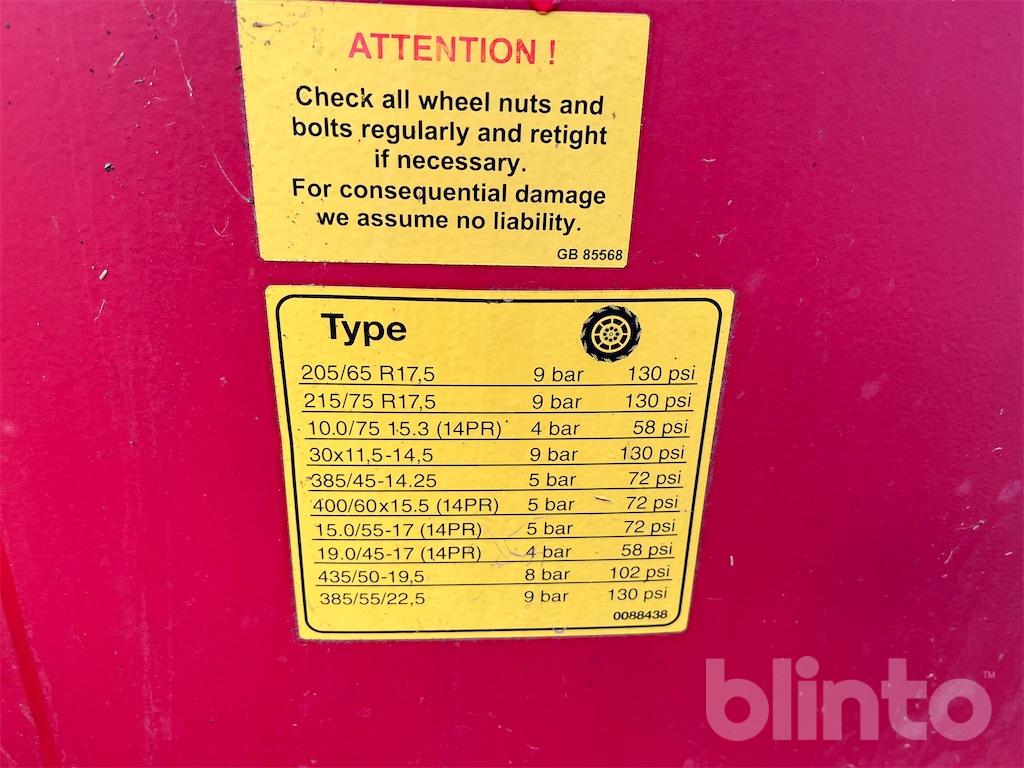 ATTENTION !
Check all wheel nuts and
bolts regularly and retight
if necessary.
For consequential damage
we assume no liability.
GB 85568
Type
205/65 R17,5 9 bar 130 psi
215/75 R17,5 9 bar 130 psi
10.0/75 15.3 (14PR) 4 bar 58 psi
30x11,5-14,5 9 bar 130 psi
385/45-14.25 5 bar 72 psi
400/60x15.5 (14PR) 5 bar 72 psi
15.0/55-17 (14PR) 5 bar 72 psi
19.0/45-17 (14PR) 4 bar 58 psi
435/50-19,5 8 bar 102 psi
385/55/22,5 9 bar 130 psi
0088438
blinto™